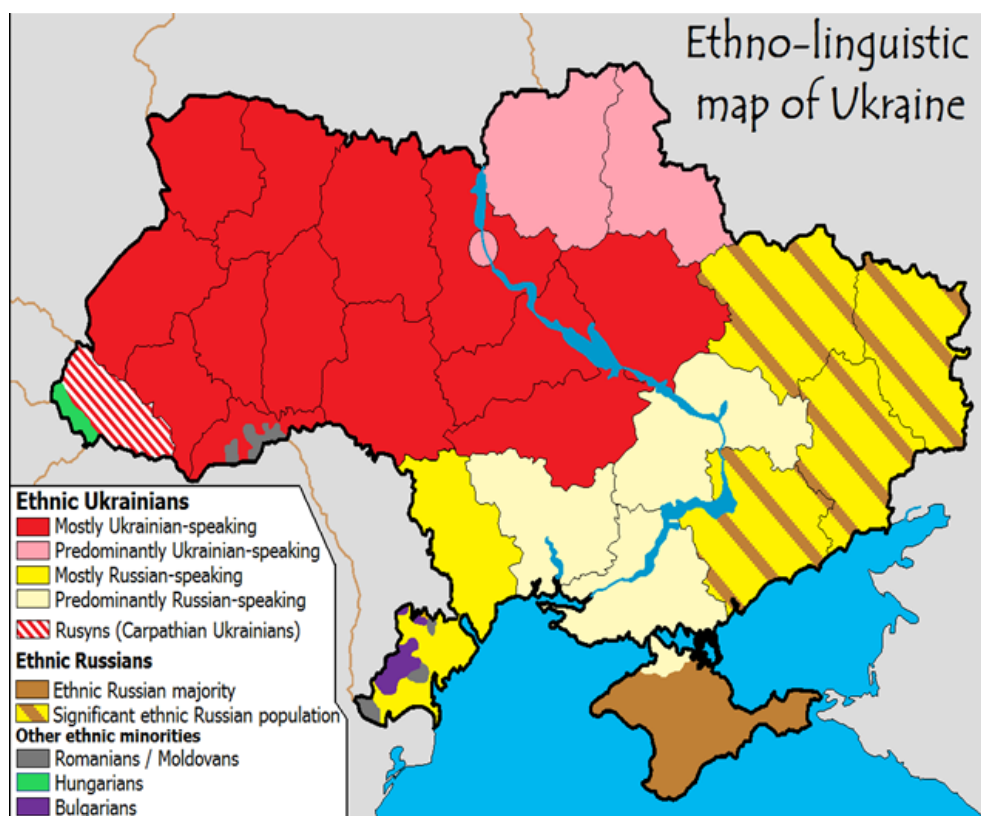 Ethno-linguistic
map of Ukraine
Ethnic Ukrainians
Mostly Ukrainian-speaking
Predominantly Ukrainian-speaking
Mostly Russian-speaking
Predominantly Russian-speaking
Rusyns (Carpathian Ukrainians)
Ethnic Russians
Ethnic Russian majority
Significant ethnic Russian population
Other ethnic minorities
Romanians / Moldovans
Hungarians
Bulgarians